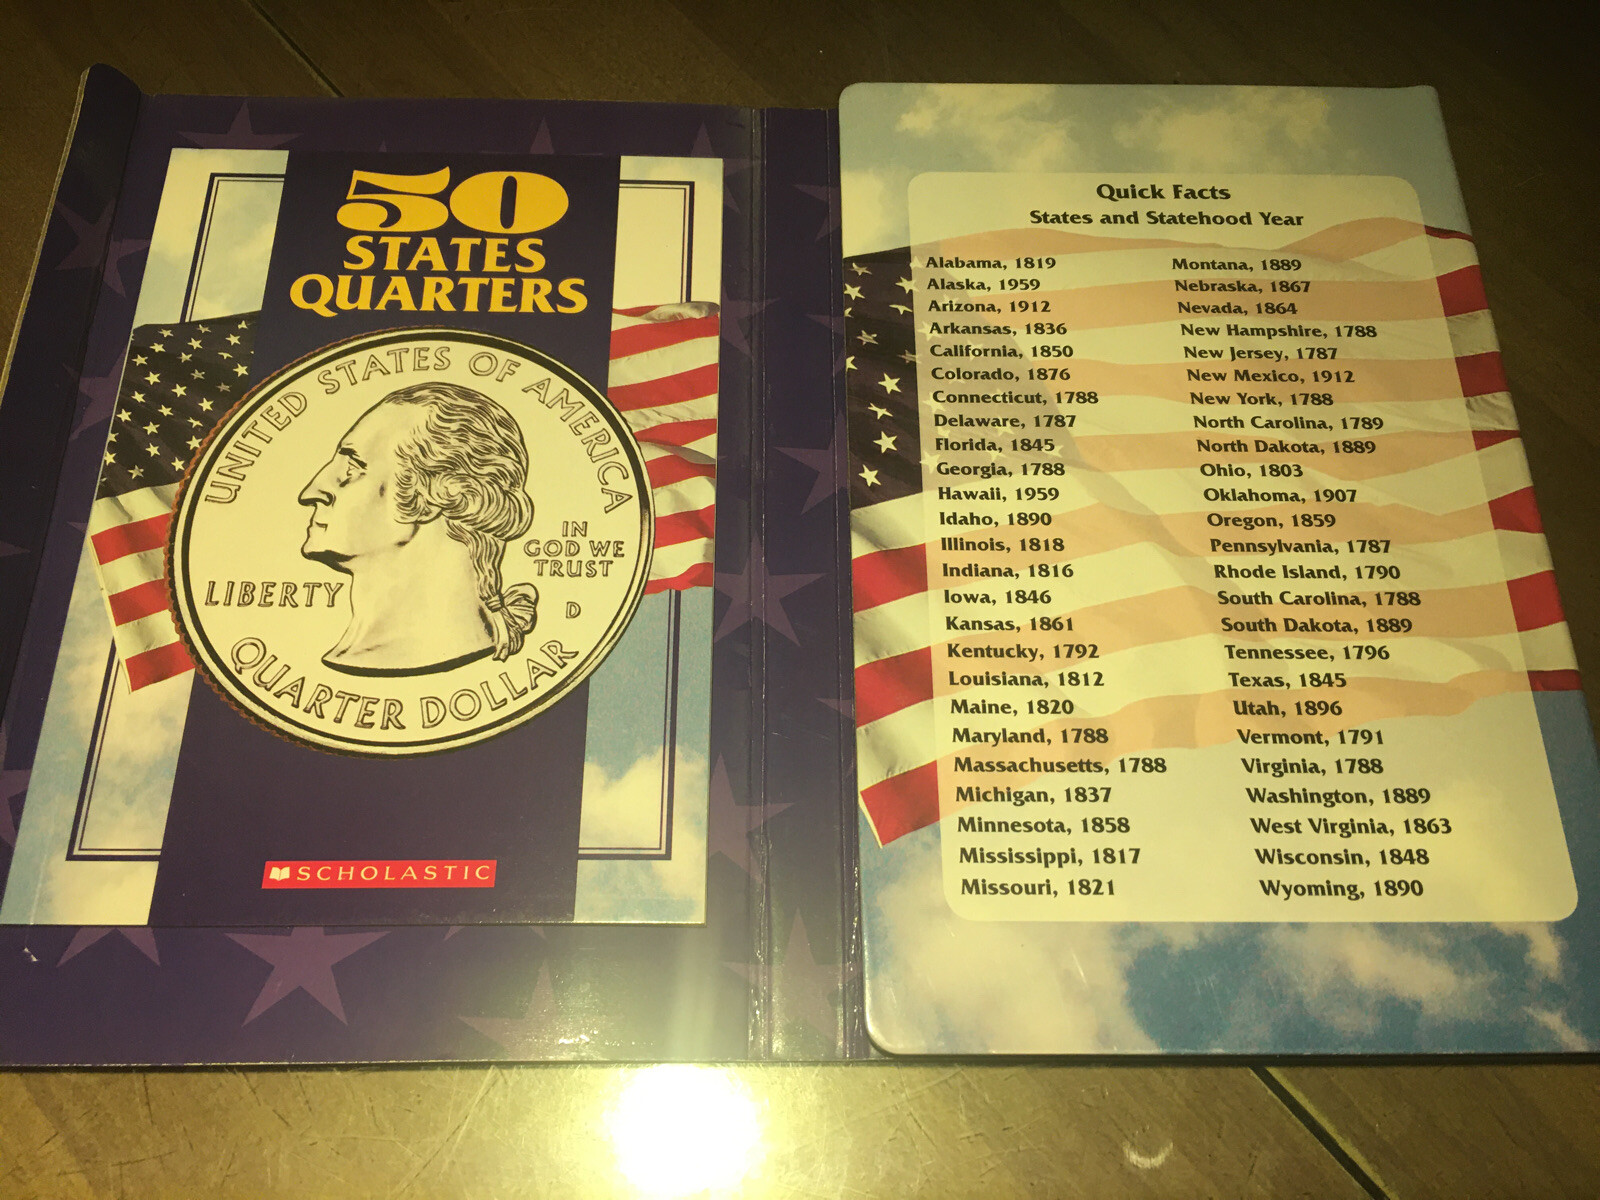 50
STATES
QUARTERS
UNITED STATES OF AMERICA
IN
GOD WE
TRUST
LIBERTY
D
QUARTER DOLLAR
SCHOLASTIC
Quick Facts
States and Statehood Year
Alabama, 1819
Alaska, 1959
Arizona, 1912
Arkansas, 1836
California, 1850
Colorado, 1876
Connecticut, 1788
Delaware, 1787
Florida, 1845
Georgia, 1788
Hawaii, 1959
Idaho, 1890
Illinois, 1818
Indiana, 1816
Iowa, 1846
Kansas, 1861
Kentucky, 1792
Louisiana, 1812
Maine, 1820
Maryland, 1788
Massachusetts, 1788
Michigan, 1837
Minnesota, 1858
Mississippi, 1817
Missouri, 1821
Montana, 1889
Nebraska, 1867
Nevada, 1864
New Hampshire, 1788
New Jersey, 1787
New Mexico, 1912
New York, 1788
North Carolina, 1789
North Dakota, 1889
Ohio, 1803
Oklahoma, 1907
Oregon, 1859
Pennsylvania, 1787
Rhode Island, 1790
South Carolina, 1788
South Dakota, 1889
Tennessee, 1796
Texas, 1845
Utah, 1896
Vermont, 1791
Virginia, 1788
Washington, 1889
West Virginia, 1863
Wisconsin, 1848
Wyoming, 1890